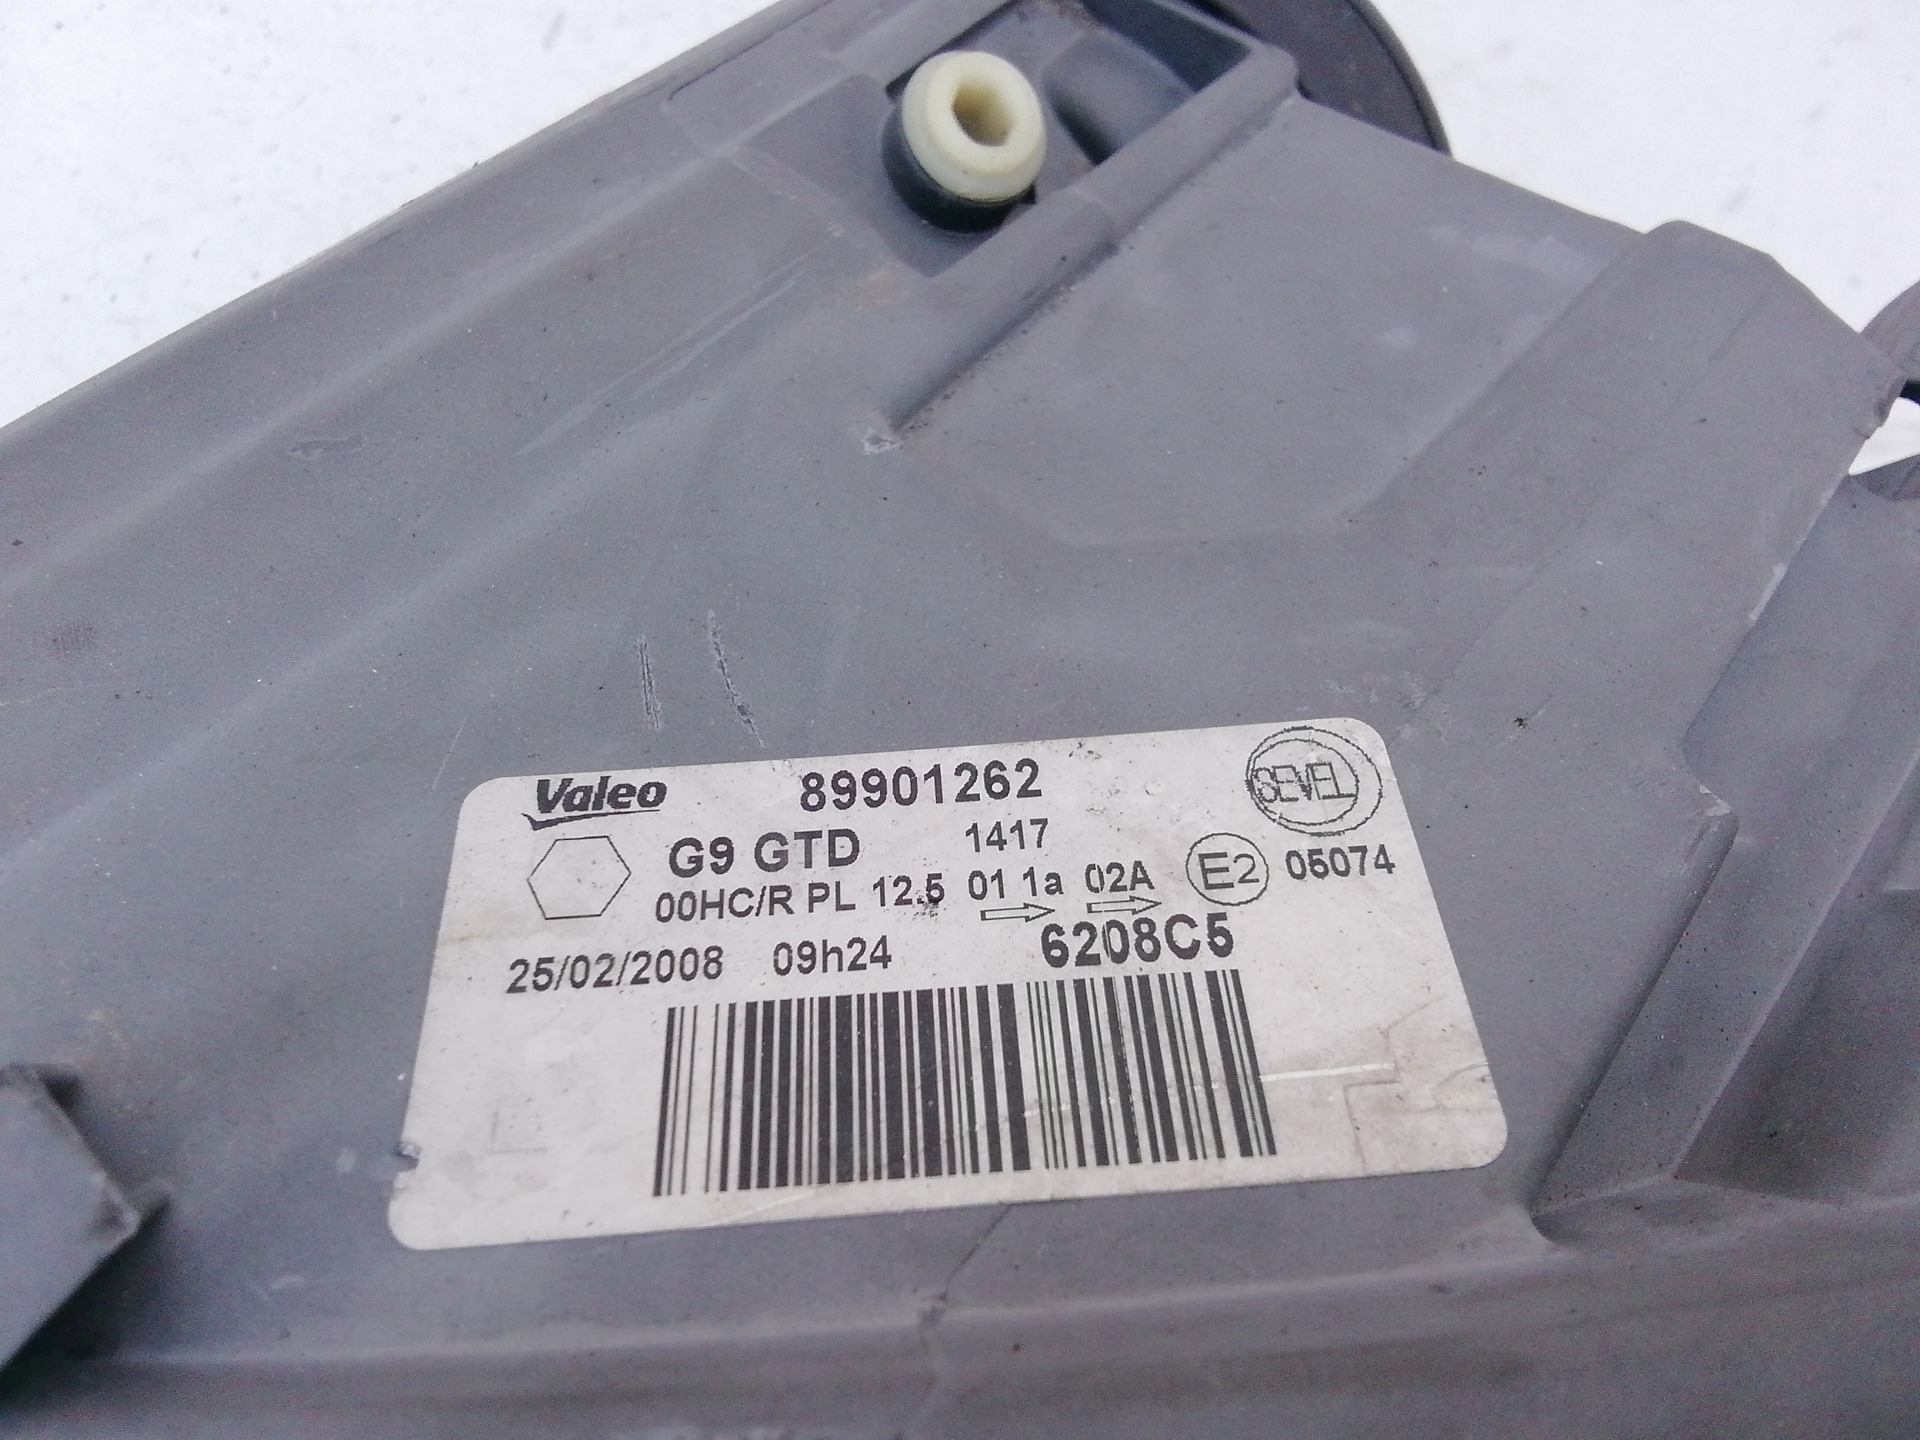 Valeo 89901262 SEVEL
G9 GTD 1417
00HC/R PL 12.5 01 1a 02A E2 05074
25/02/2008 09h24 6208C5